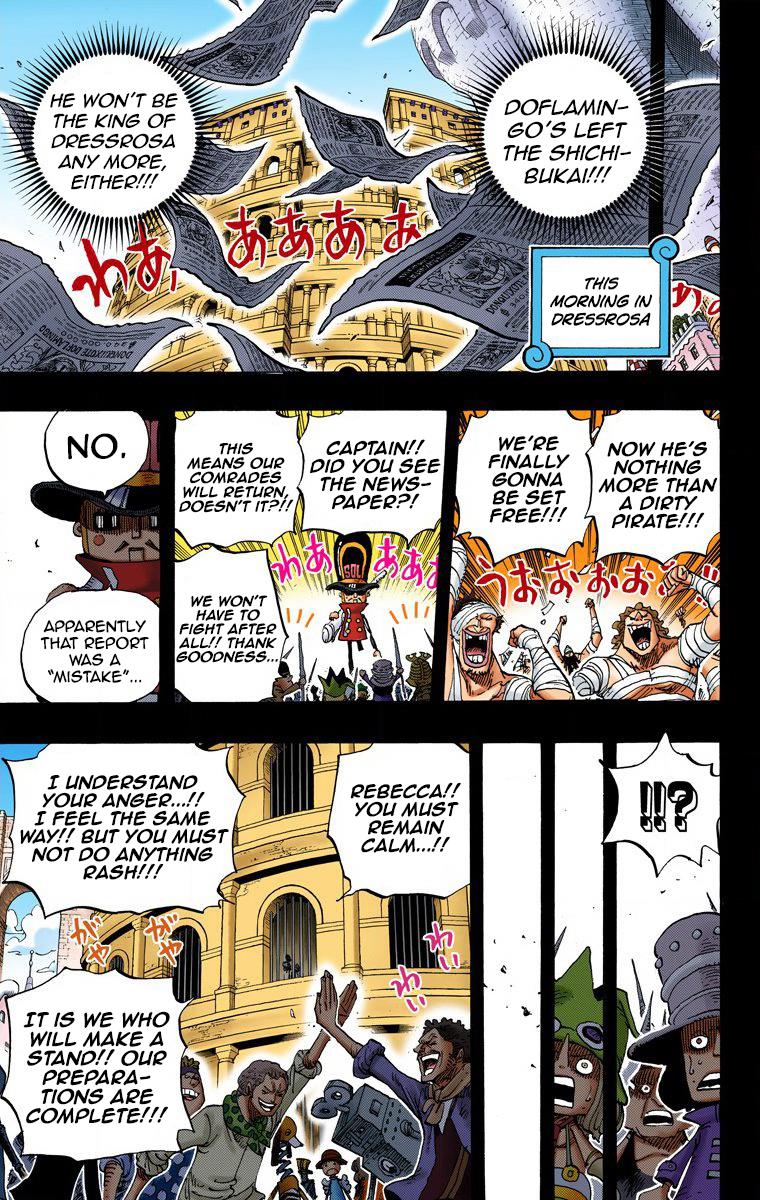 DOFLAMIN-
GO'S LEFT
THE SHICHI-
BUKAI!!!
HE WON'T BE
THE KING OF
DRESSROSA
ANY MORE,
EITHER!!!
わあ
ああああ
THIS
MORNING IN
DRESSROSA
NOW HE'S
NOTHING
MORE THAN
A DIRTY
PIRATE!!!
WE'RE
FINALLY
GONNA
BE SET
FREE!!!
うおおおおお
CAPTAIN!!
DID YOU SEE
THE NEWS-
PAPER?!
THIS
MEANS OUR
COMRADES
WILL RETURN,
DOESN'T IT?!!
わああああ
SOL!
WE WON'T
HAVE TO
FIGHT AFTER
ALL!! THANK
GOODNESS...
NO.
APPARENTLY
THAT REPORT
WAS A
"MISTAKE"...
!!?
REBECCA!!
YOU MUST
REMAIN
CALM...!!
I UNDERSTAND
YOUR ANGER...!!
I FEEL THE SAME
WAY!! BUT YOU MUST
NOT DO ANYTHING
RASH!!!
わい
わい
がや
がや
IT IS WE WHO
WILL MAKE A
STAND!! OUR
PREPARA-
TIONS ARE
COMPLETE!!!